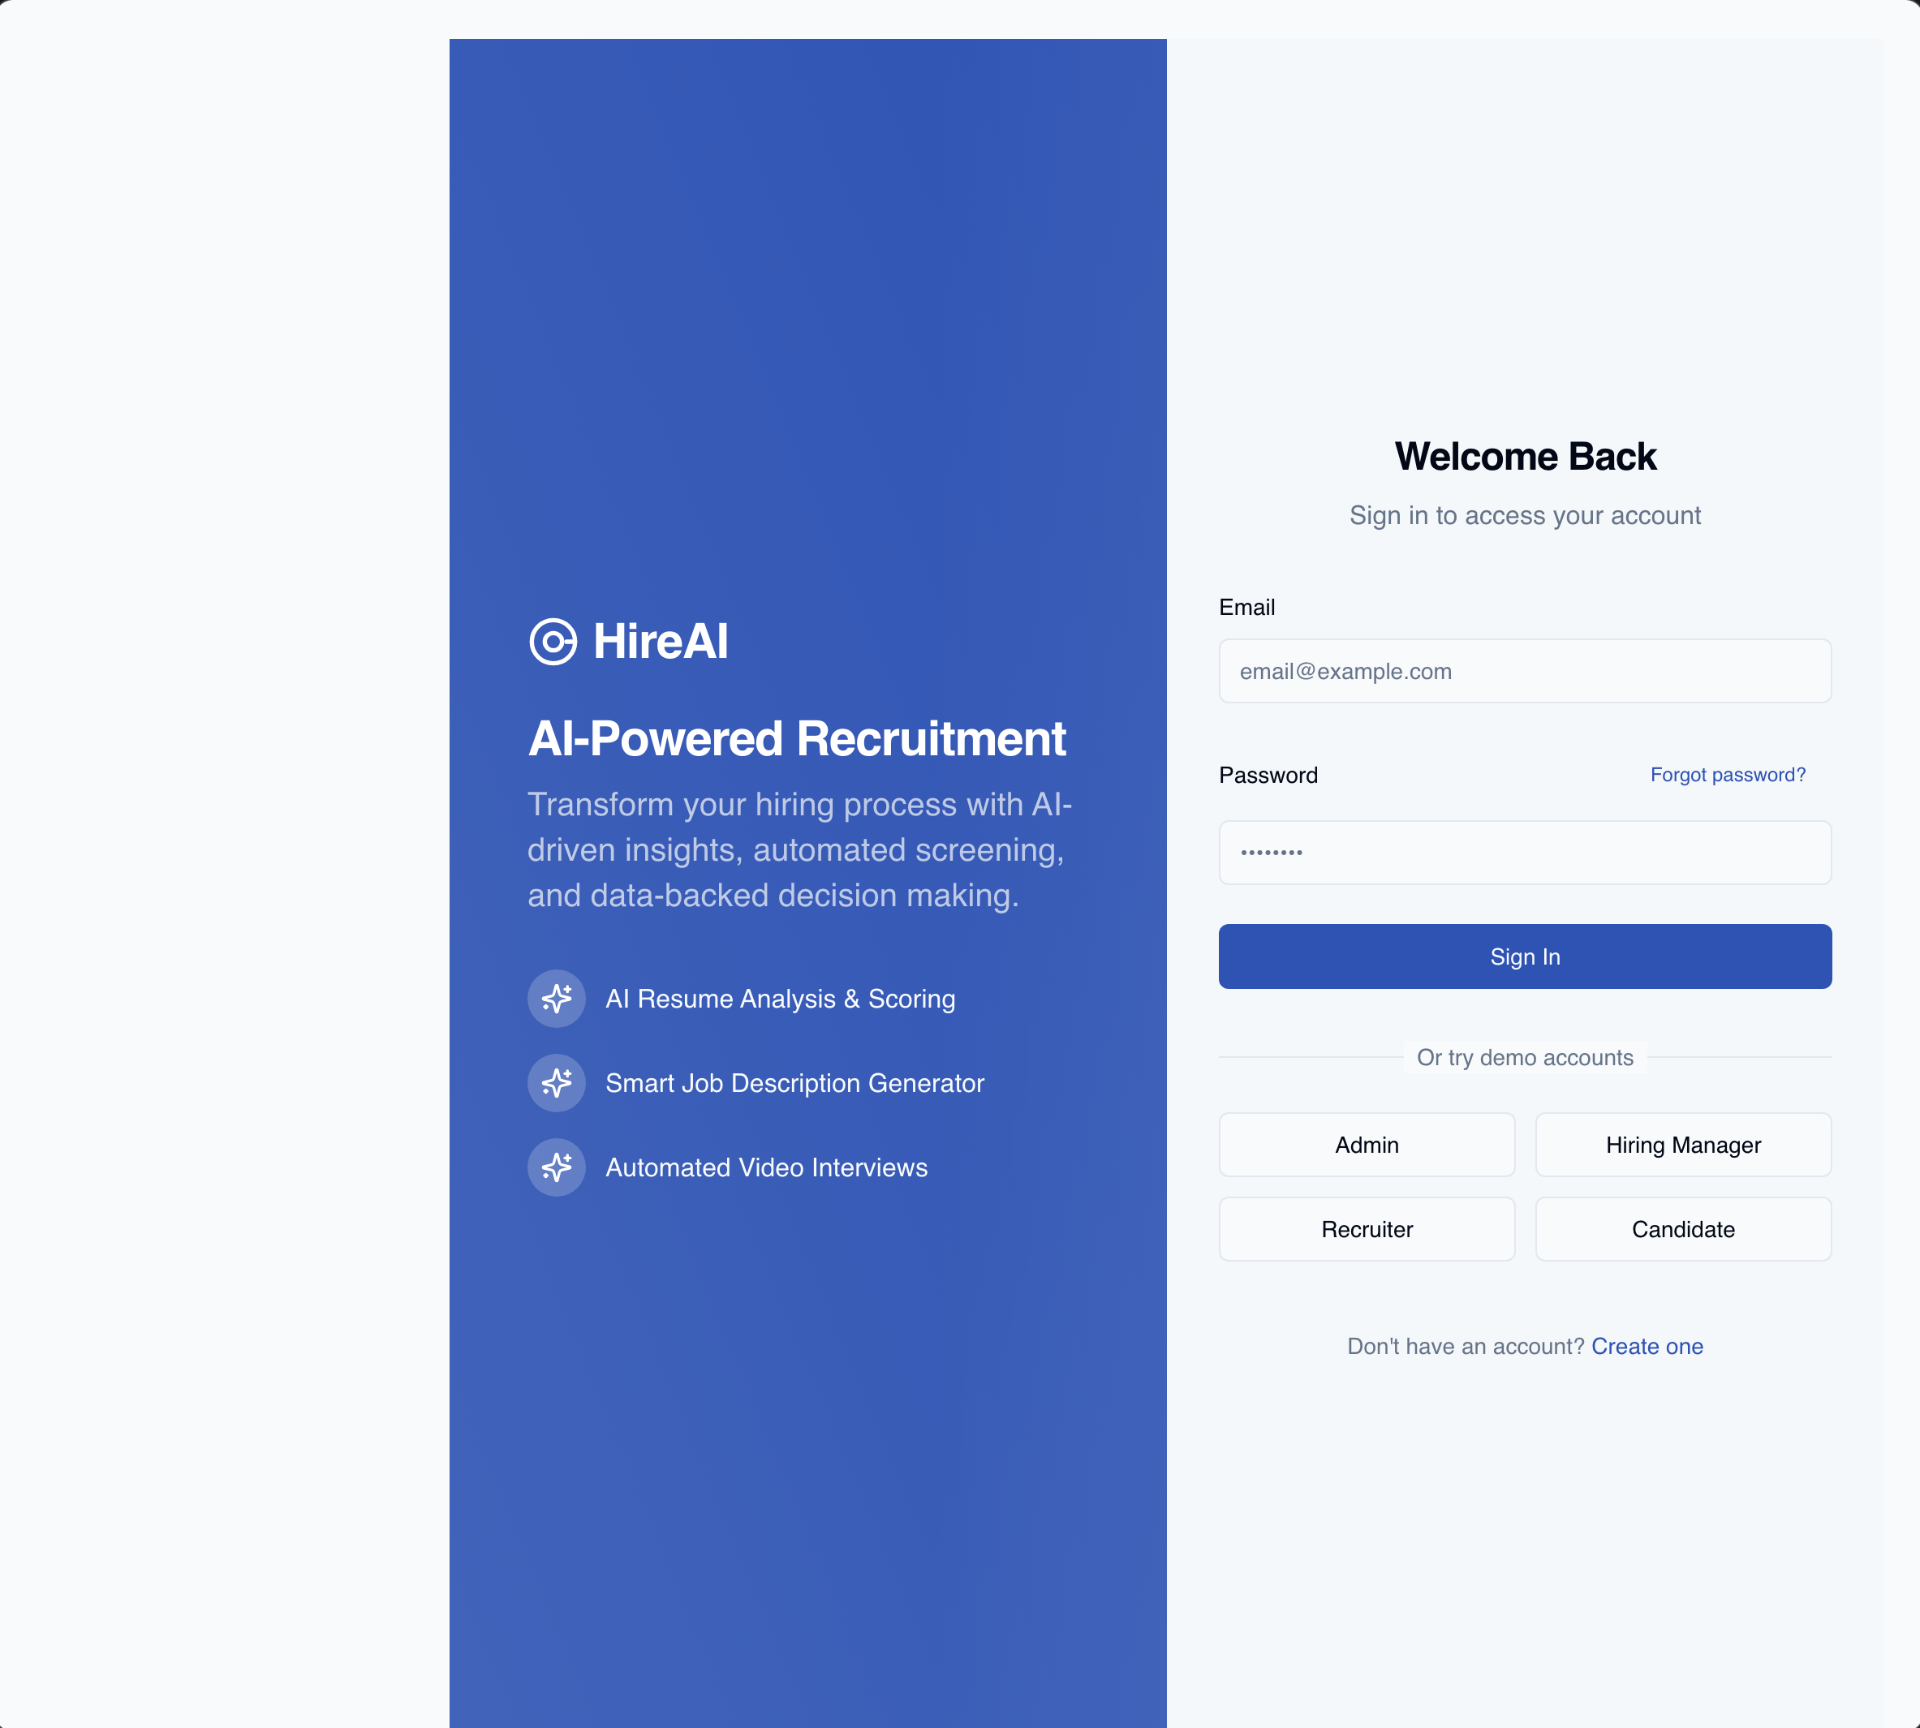 HireAI
AI-Powered Recruitment
Transform your hiring process with AI-
driven insights, automated screening,
and data-backed decision making.
AI Resume Analysis & Scoring
Smart Job Description Generator
Automated Video Interviews
Welcome Back
Sign in to access your account
Email
email@example.com
Password
Forgot password?
••••••••
Sign In
Or try demo accounts
Admin
Hiring Manager
Recruiter
Candidate
Don't have an account? Create one